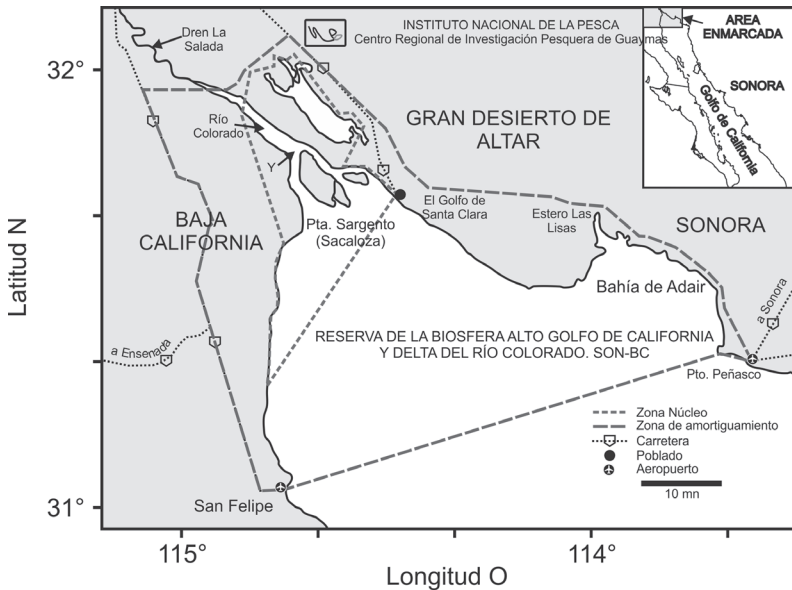 Dren La
Salada
INSTITUTO NACIONAL DE LA PESCA
Centro Regional de Investigación Pesquera de Guaymas
AREA
ENMARCADA
SONORA
Golfo de California
32°
Río
Colorado
GRAN DESIERTO DE
ALTAR
Y
BAJA
CALIFORNIA
Pta. Sargento
(Sacaloza)
El Golfo de
Santa Clara
Estero Las
Lisas
SONORA
Bahía de Adair
a Sonora
a Ensenada
RESERVA DE LA BIOSFERA ALTO GOLFO DE CALIFORNIA
Y DELTA DEL RÍO COLORADO. SON-BC
Pto. Peñasco
Zona Núcleo
Zona de amortiguamiento
Carretera
Poblado
Aeropuerto
10 mn
San Felipe
31°
115°
114°
Longitud O
Latitud N